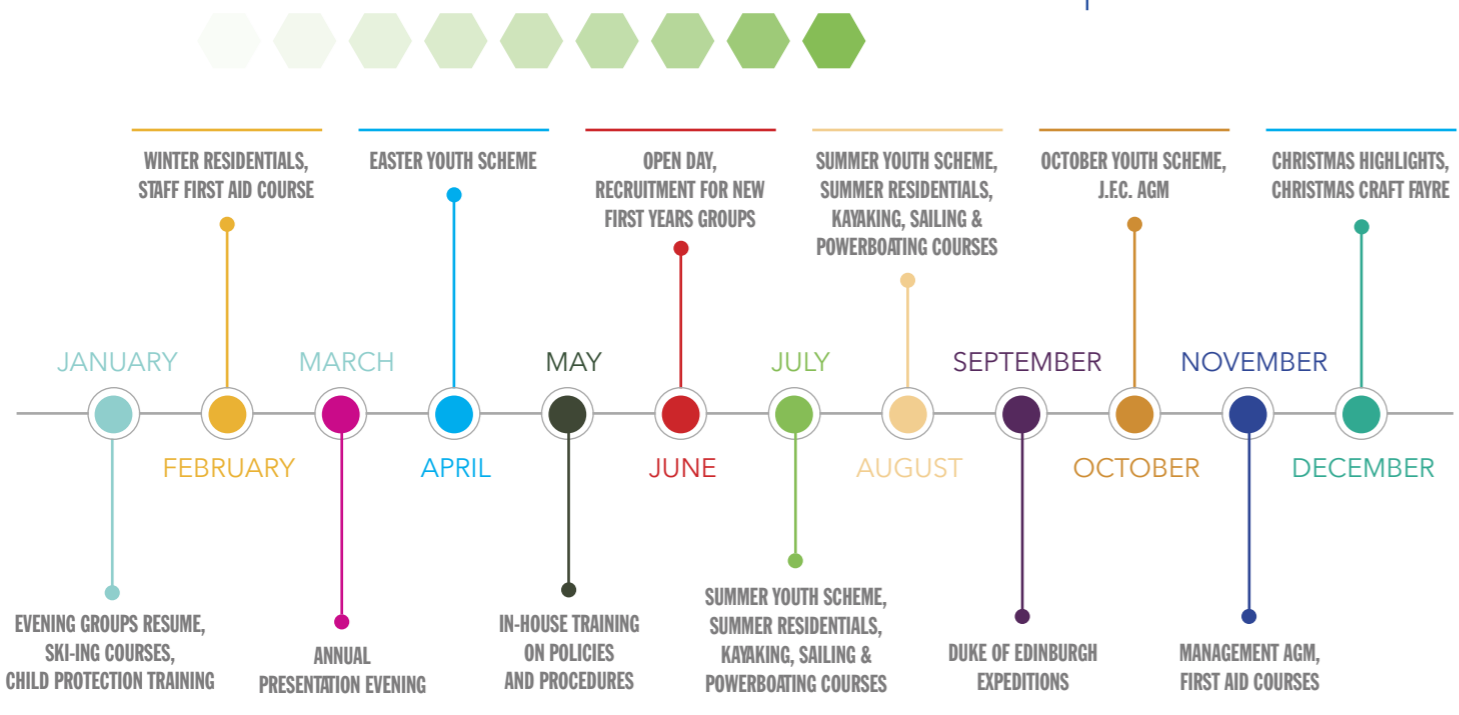 WINTER RESIDENTIALS,
STAFF FIRST AID COURSE
EASTER YOUTH SCHEME
OPEN DAY,
RECRUITMENT FOR NEW
FIRST YEARS GROUPS
SUMMER YOUTH SCHEME,
SUMMER RESIDENTIALS,
KAYAKING, SAILING &
POWERBOATING COURSES
OCTOBER YOUTH SCHEME,
J.F.C. AGM
CHRISTMAS HIGHLIGHTS,
CHRISTMAS CRAFT FAYRE
JANUARY
MARCH
MAY
JULY
SEPTEMBER
NOVEMBER
FEBRUARY
APRIL
JUNE
AUGUST
OCTOBER
DECEMBER
EVENING GROUPS RESUME,
SKI-ING COURSES,
CHILD PROTECTION TRAINING
ANNUAL
PRESENTATION EVENING
IN-HOUSE TRAINING
ON POLICIES
AND PROCEDURES
SUMMER YOUTH SCHEME,
SUMMER RESIDENTIALS,
KAYAKING, SAILING &
POWERBOATING COURSES
DUKE OF EDINBURGH
EXPEDITIONS
MANAGEMENT AGM,
FIRST AID COURSES